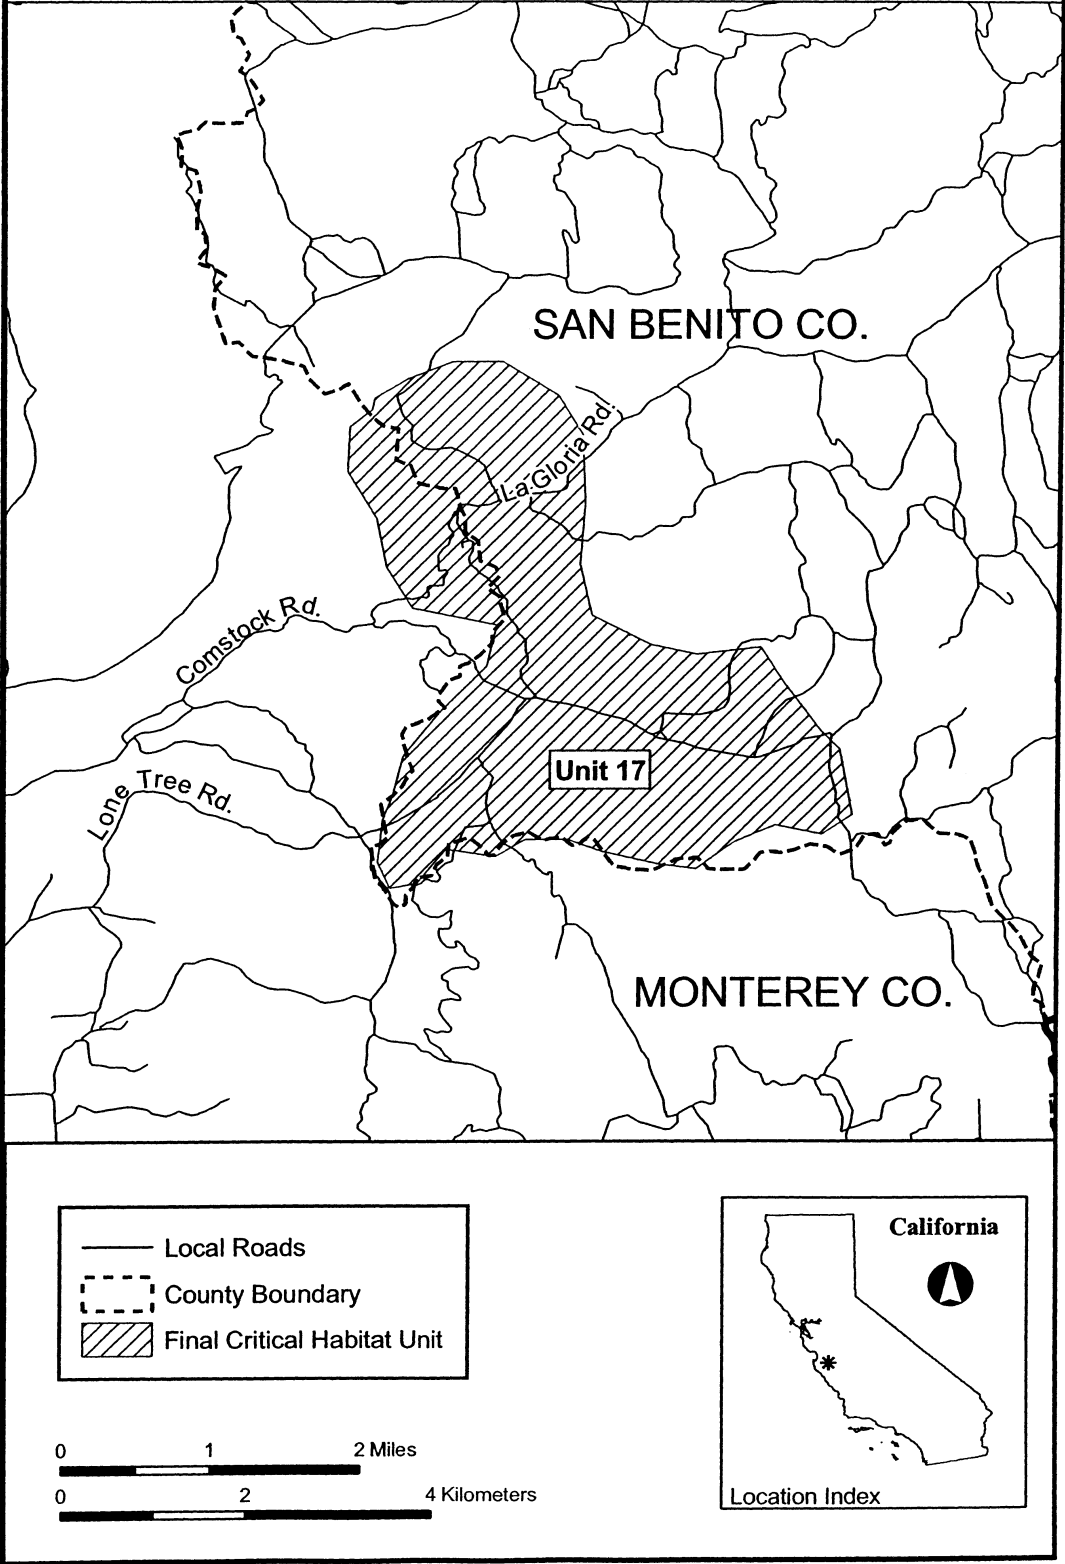 SAN BENITO CO.
La Gloria Rd.
Comstock Rd.
Unit 17
Lone Tree Rd.
MONTEREY CO.
Local Roads
County Boundary
Final Critical Habitat Unit
0 1 2 Miles
0 2 4 Kilometers
California
Location Index